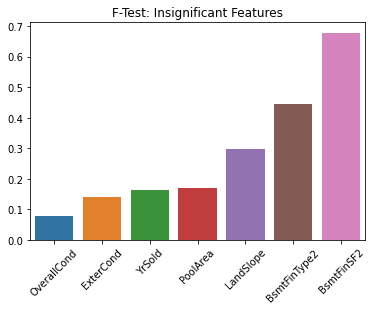 F-Test: Insignificant Features
0.7
0.6
0.5
0.4
0.3
0.2
0.1
0.0
OverallCond
ExterCond
YrSold
PoolArea
LandSlope
BsmtFinType2
BsmtFinSF2